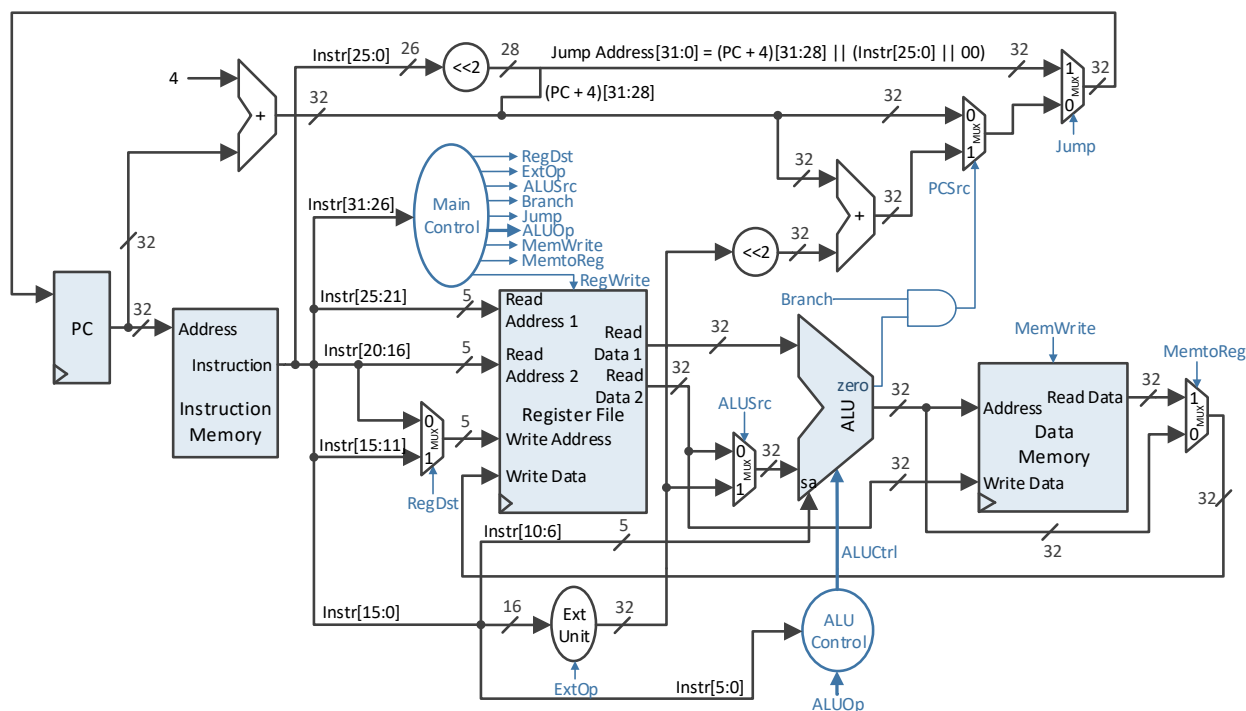 Instr[25:0]
26
<<2
28
Jump Address[31:0] = (PC + 4)[31:28] || (Instr[25:0] || 00)
32
1
MUX
0
32
Jump
4
+
32
(PC + 4)[31:28]
32
0
MUX
1
PCSrc
32
+
32
<<2
32
Instr[31:26]
Main
Control
RegDst
ExtOp
ALUSrc
Branch
Jump
ALUOp
MemWrite
MemtoReg
RegWrite
32
PC
32
Address
Instruction
Instruction
Memory
Instr[25:21]
5
Instr[20:16]
5
Instr[15:11]
0
MUX
1
5
RegDst
Read
Address 1
Read
Data 1
Read
Address 2
Read
Data 2
Register File
Write Address
Write Data
32
32
ALUSrc
0
MUX
1
32
Branch
zero
ALU
sa
32
MemWrite
Address
Read Data
Data
Memory
Write Data
32
32
MemtoReg
1
MUX
0
32
32
Instr[10:6]
5
ALUCtrl
Instr[15:0]
16
Ext
Unit
32
ExtOp
ALU
Control
Instr[5:0]
ALUOp